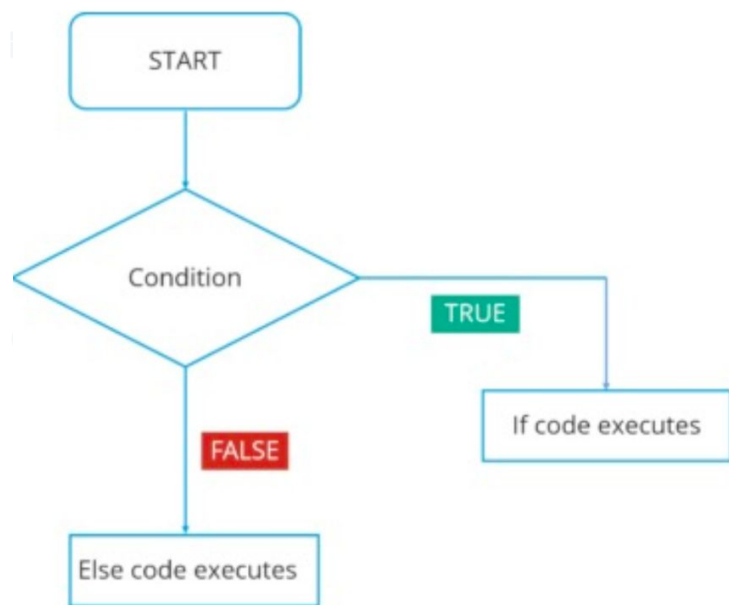 START
Condition
TRUE
If code executes
FALSE
Else code executes